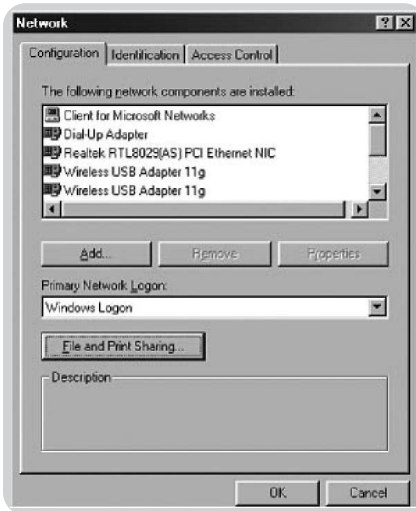 Network
Configuration Identification Access Control
The following network components are installed:
Client for Microsoft Networks
Dial-Up Adapter
Realtek RTL8029(AS) PCI Ethernet NIC
Wireless USB Adapter 11g
Wireless USB Adapter 11g
Add...
Remove
Properties
Primary Network Logon:
Windows Logon
File and Print Sharing...
Description
OK
Cancel